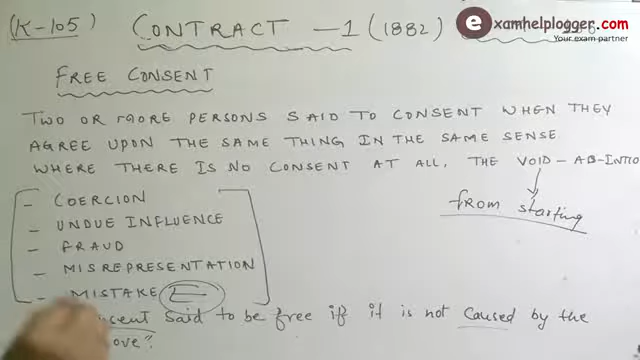 (K-105) CONTRACT - 1 (1882)
examhelplogger.com
Your exam partner
FREE CONSENT
TWO OR MORE PERSONS SAID TO CONSENT WHEN THEY
AGREE UPON THE SAME THING IN THE SAME SENSE
WHERE THERE IS NO CONSENT AT ALL. THE VOID - AB-INTIO
from starting
- COERCION
- UNDUE INFLUENCE
- FRAUD
- MISREPRESENTATION
- MISTAKE
said to be free if it is not caused by the